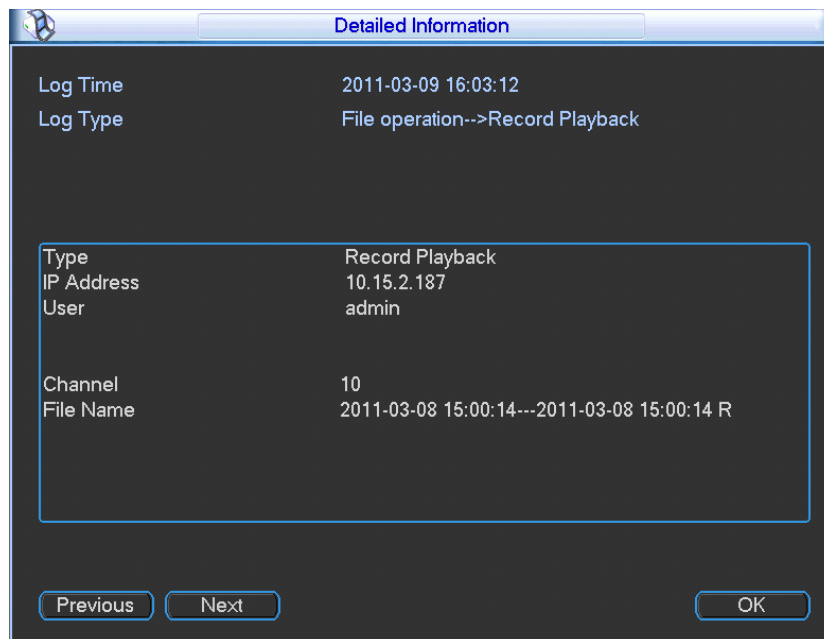 Detailed Information
Log Time 2011-03-09 16:03:12
Log Type File operation-->Record Playback
Type Record Playback
IP Address 10.15.2.187
User admin
Channel 10
File Name 2011-03-08 15:00:14---2011-03-08 15:00:14 R
Previous Next OK